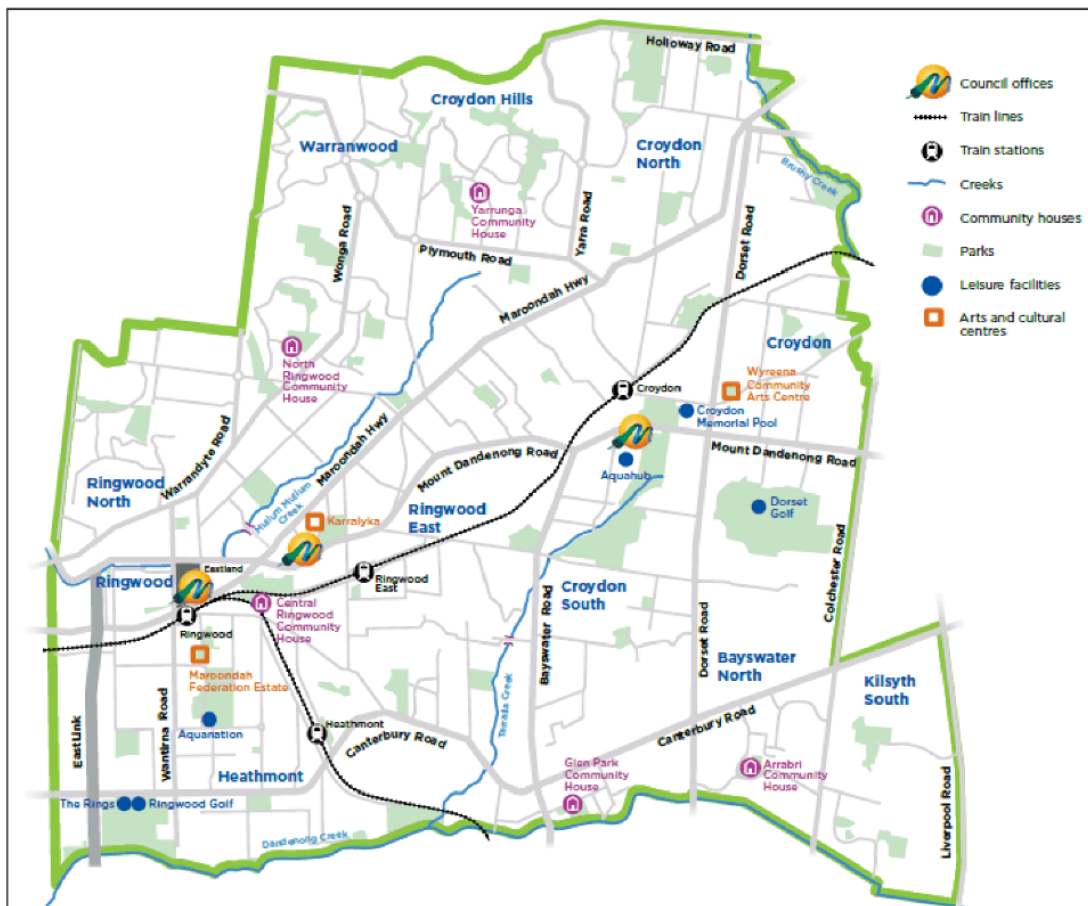 Holloway Road
Council offices
Train lines
Train stations
Creeks
Community houses
Parks
Leisure facilities
Arts and cultural
centres
Croydon Hills
Warranwood
Croydon
North
Brushy Creek
Yarrunga
Community
House
Wonga Road
Yarra Road
Plymouth Road
Dorset Road
Maroondah Hwy
Croydon
North
Ringwood
Community
House
Croydon
Wyreena
Community
Arts Centre
Croydon
Memorial Pool
Maroondah Hwy
Warrandyte Road
Mount Dandenong Road
Mount Dandenong Road
Ringwood
North
Aquahub
Mullum Mullum
Creek
Karralyka
Ringwood
East
Dorset
Golf
Eastland
Ringwood
Ringwood
East
Croydon
South
Colchester Road
Central
Ringwood
Community
House
Ringwood
Bayswater Road
Dorset Road
Maroondah
Federation Estate
Bayswater
North
Kilsyth
South
Tarralla Creek
EastLink
Wantirna Road
Aquanation
Heathmont
Canterbury Road
Canterbury Road
Heathmont
Glen Park
Community
House
Arrabri
Community
House
The Rings
Ringwood Golf
Liverpool Road
Dandenong Creek